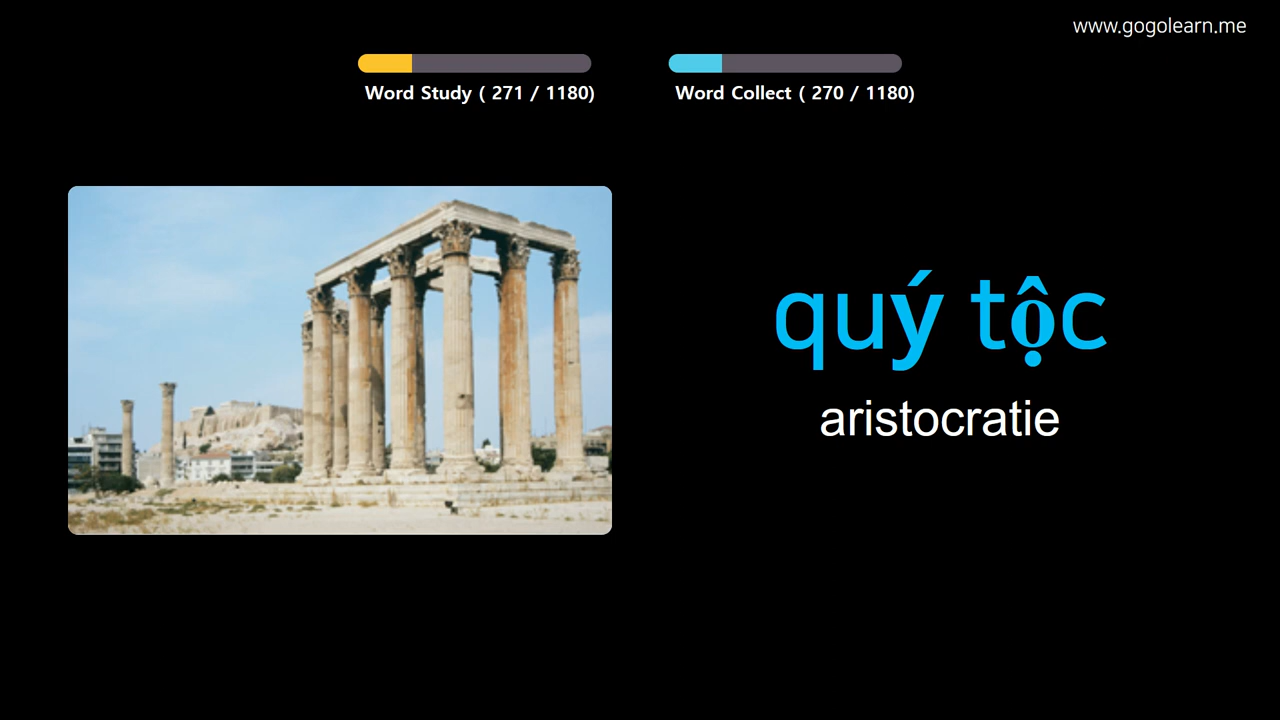 www.gogolearn.me
Word Study ( 271 / 1180)
Word Collect ( 270 / 1180)
quý tộc
aristocratie